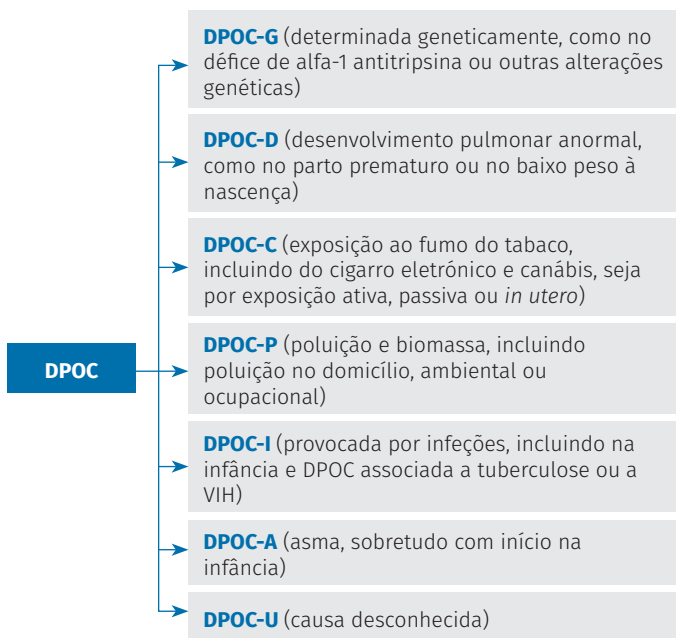 DPOC-G (determinada geneticamente, como no
défice de alfa-1 antitripsina ou outras alterações
genéticas)
DPOC-D (desenvolvimento pulmonar anormal,
como no parto prematuro ou no baixo peso à
nascença)
DPOC-C (exposição ao fumo do tabaco,
incluindo do cigarro eletrónico e canábis, seja
por exposição ativa, passiva ou in utero)
DPOC
DPOC-P (poluição e biomassa, incluindo
poluição no domicílio, ambiental ou
ocupacional)
DPOC-I (provocada por infeções, incluindo na
infância e DPOC associada a tuberculose ou a
VIH)
DPOC-A (asma, sobretudo com início na
infância)
DPOC-U (causa desconhecida)